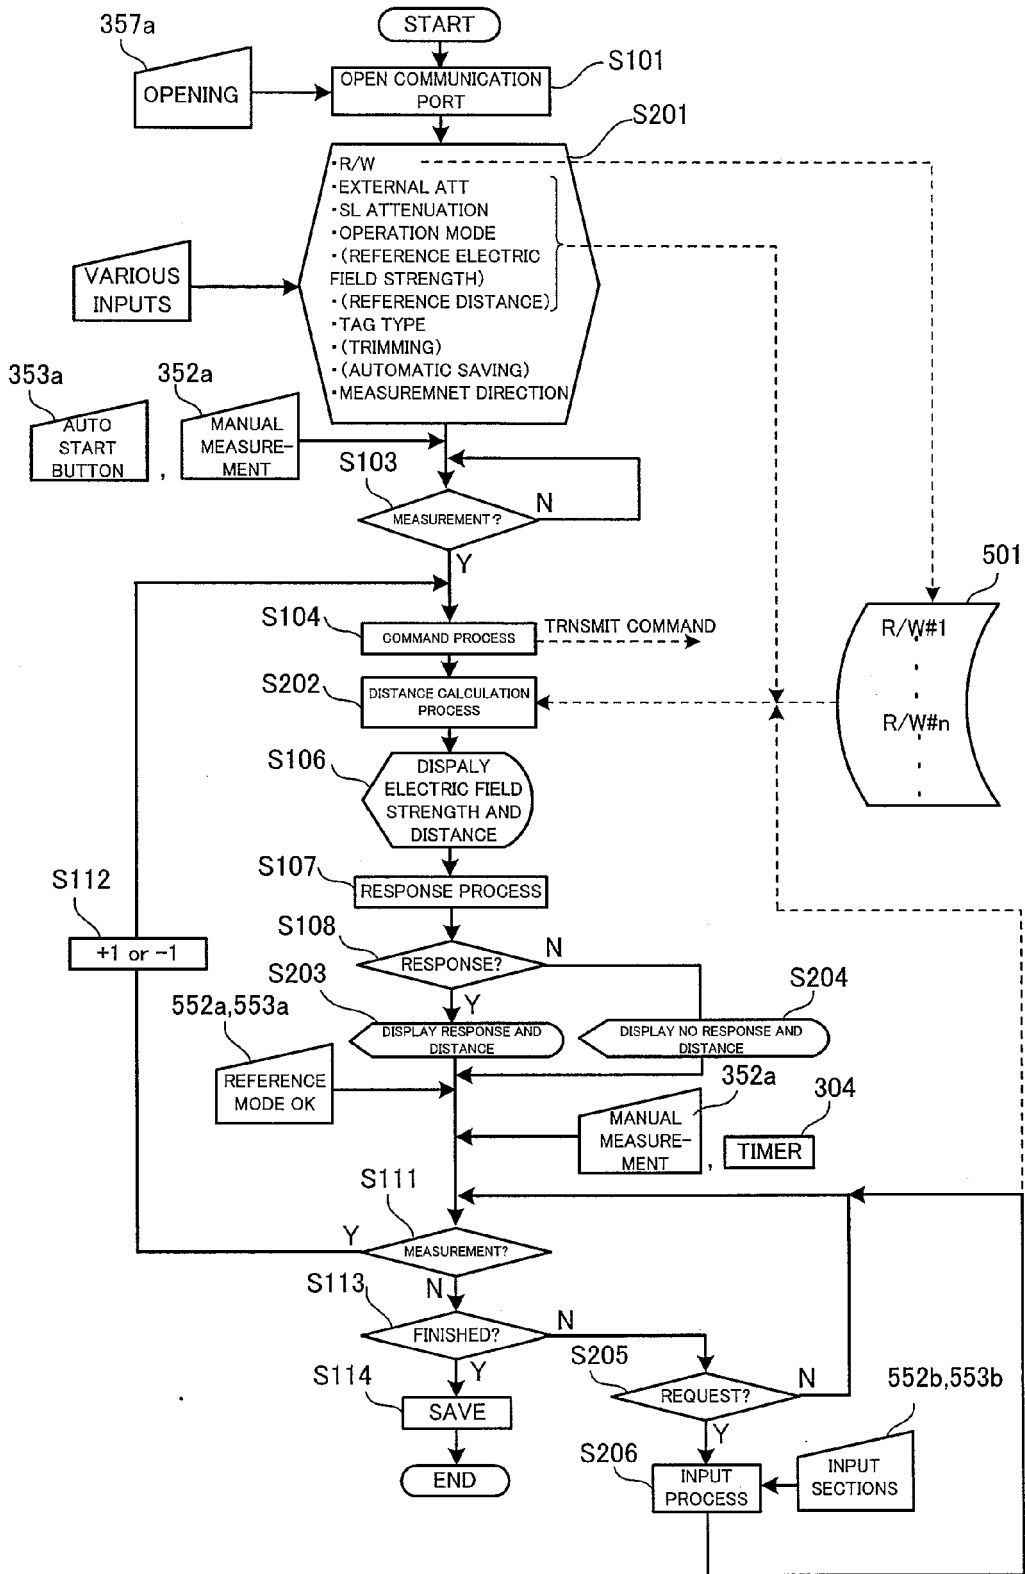 START
357a
OPENING
OPEN COMMUNICATION
PORT
S101
S201
・R/W
・EXTERNAL ATT
・SL ATTENUATION
・OPERATION MODE
・(REFERENCE ELECTRIC
FIELD STRENGTH)
・(REFERENCE DISTANCE)
・TAG TYPE
・(TRIMMING)
・(AUTOMATIC SAVING)
・MEASUREMNET DIRECTION
VARIOUS
INPUTS
353a
AUTO
START
BUTTON
,
352a
MANUAL
MEASURE-
MENT
S103
MEASUREMENT?
N
Y
501
R/W#1
R/W#n
S104
COMMAND PROCESS
TRNSMIT COMMAND
S202
DISTANCE CALCULATION
PROCESS
S106
DISPALY
ELECTRIC FIELD
STRENGTH AND
DISTANCE
S107
RESPONSE PROCESS
S112
+1 or -1
S108
RESPONSE?
N
Y
S203
DISPLAY RESPONSE AND
DISTANCE
S204
DISPLAY NO RESPONSE AND
DISTANCE
552a,553a
REFERENCE
MODE OK
352a
MANUAL
MEASURE-
MENT
,
304
TIMER
S111
MEASUREMENT?
Y
N
S113
FINISHED?
N
Y
S114
SAVE
END
S205
REQUEST?
N
Y
S206
INPUT
PROCESS
552b,553b
INPUT
SECTIONS